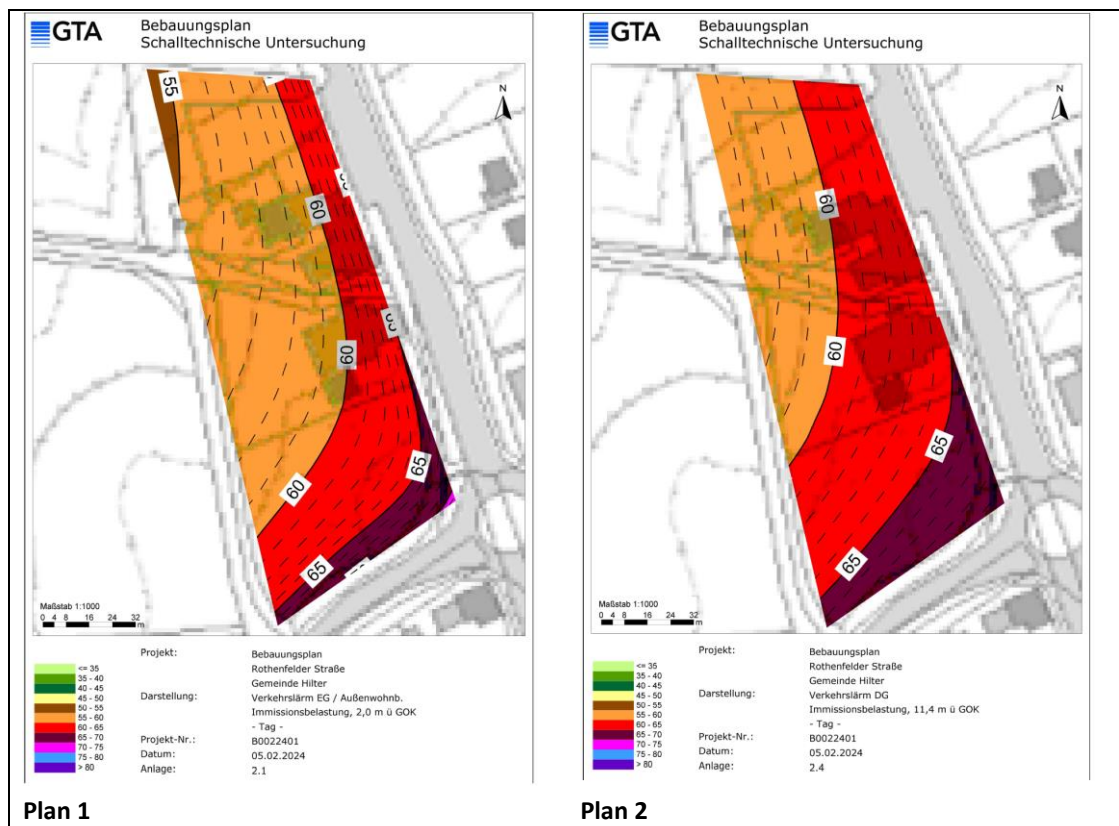 GTA
Bebauungsplan
Schalltechnische Untersuchung
55
N
60
60
60
65
65
Maßstab 1:1000
0 4 8 16 24 32
m
<= 35
35 - 40
40 - 45
45 - 50
50 - 55
55 - 60
60 - 65
65 - 70
70 - 75
75 - 80
> 80
Projekt: Bebauungsplan
Rothenfelder Straße
Gemeinde Hilter
Darstellung: Verkehrslärm EG / Außenwohnb.
Immissionsbelastung, 2,0 m ü GOK
- Tag -
Projekt-Nr.: B0022401
Datum: 05.02.2024
Anlage: 2.1
Plan 1
GTA
Bebauungsplan
Schalltechnische Untersuchung
N
60
60
65
65
Maßstab 1:1000
0 4 8 16 24 32
m
<= 35
35 - 40
40 - 45
45 - 50
50 - 55
55 - 60
60 - 65
65 - 70
70 - 75
75 - 80
> 80
Projekt: Bebauungsplan
Rothenfelder Straße
Gemeinde Hilter
Darstellung: Verkehrslärm DG
Immissionsbelastung, 11,4 m ü GOK
- Tag -
Projekt-Nr.: B0022401
Datum: 05.02.2024
Anlage: 2.4
Plan 2